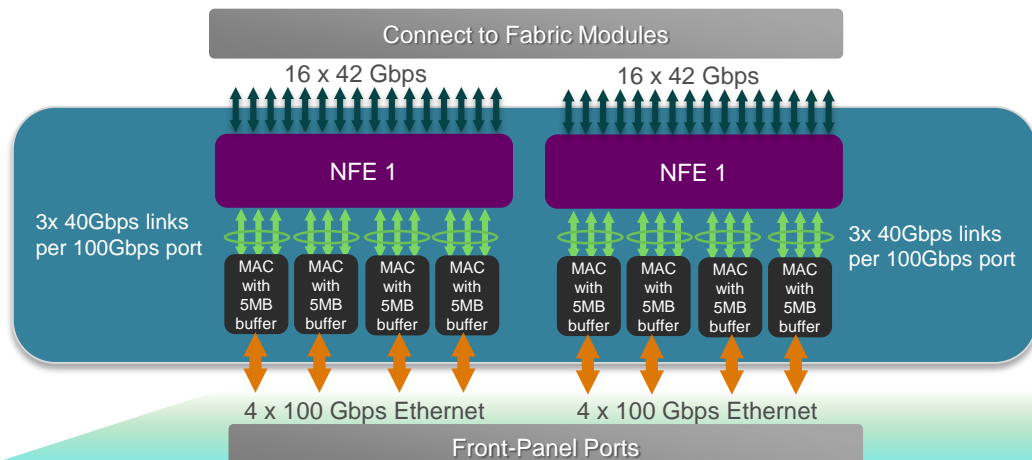 Connect to Fabric Modules
16 x 42 Gbps
16 x 42 Gbps
NFE 1
NFE 1
3x 40Gbps links
per 100Gbps port
3x 40Gbps links
per 100Gbps port
MAC
with
5MB
buffer
MAC
with
5MB
buffer
MAC
with
5MB
buffer
MAC
with
5MB
buffer
MAC
with
5MB
buffer
MAC
with
5MB
buffer
MAC
with
5MB
buffer
MAC
with
5MB
buffer
4 x 100 Gbps Ethernet
4 x 100 Gbps Ethernet
Front-Panel Ports